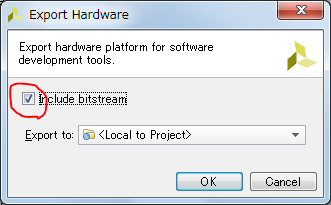 Export Hardware
Export hardware platform for software
development tools.
Include bitstream
Export to: <Local to Project>
OK Cancel